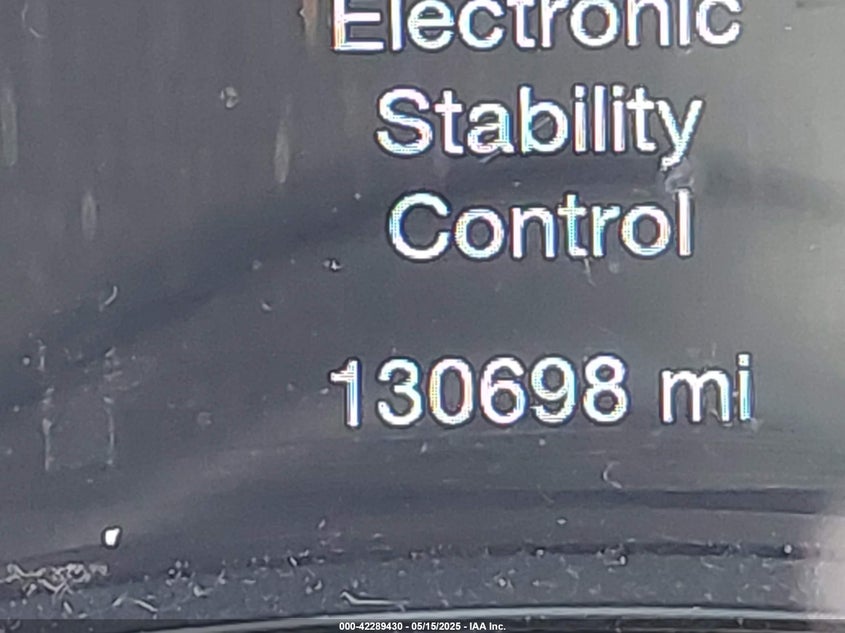 Electronic
Stability
Control
130698 mi
000-42289430 - 05/15/2025 - IAA Inc.